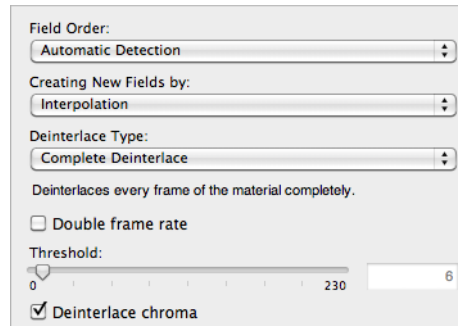 Field Order:
Automatic Detection
Creating New Fields by:
Interpolation
Deinterlace Type:
Complete Deinterlace
Deinterlaces every frame of the material completely.
Double frame rate
Threshold:
0 230 6
Deinterlace chroma